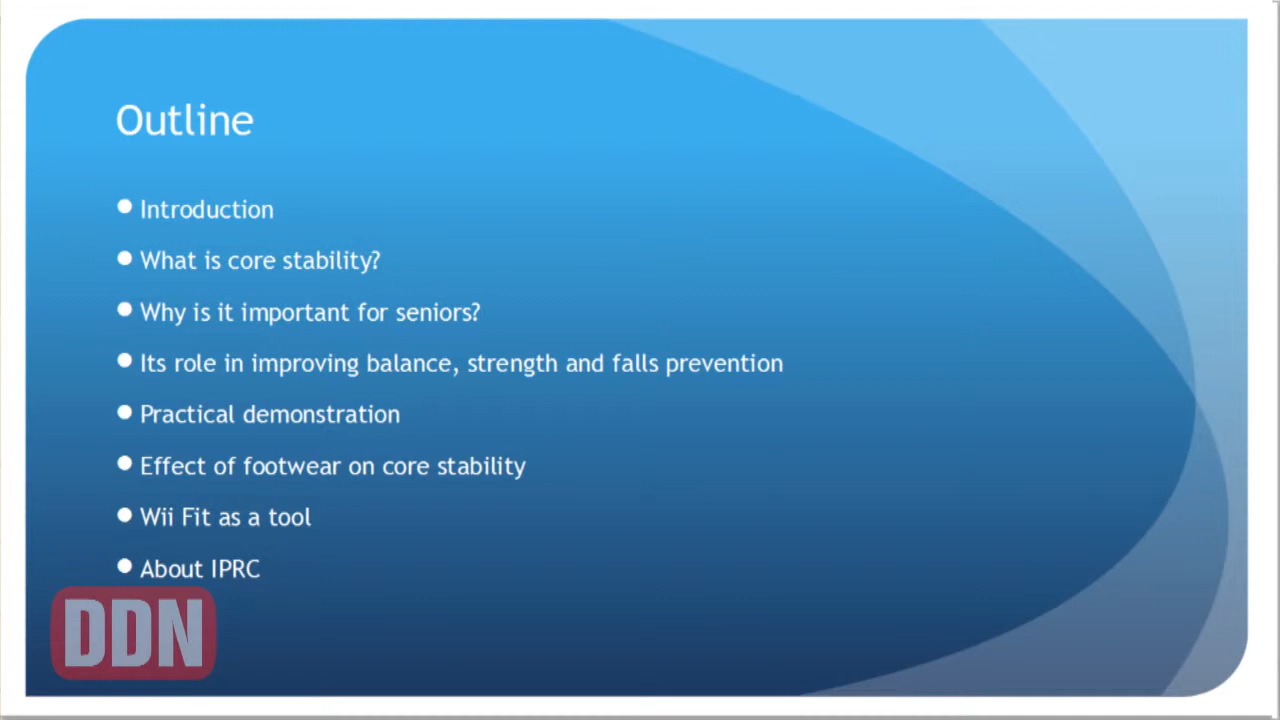 Outline
Introduction
What is core stability?
Why is it important for seniors?
Its role in improving balance, strength and falls prevention
Practical demonstration
Effect of footwear on core stability
Wii Fit as a tool
About IPRC
DDN